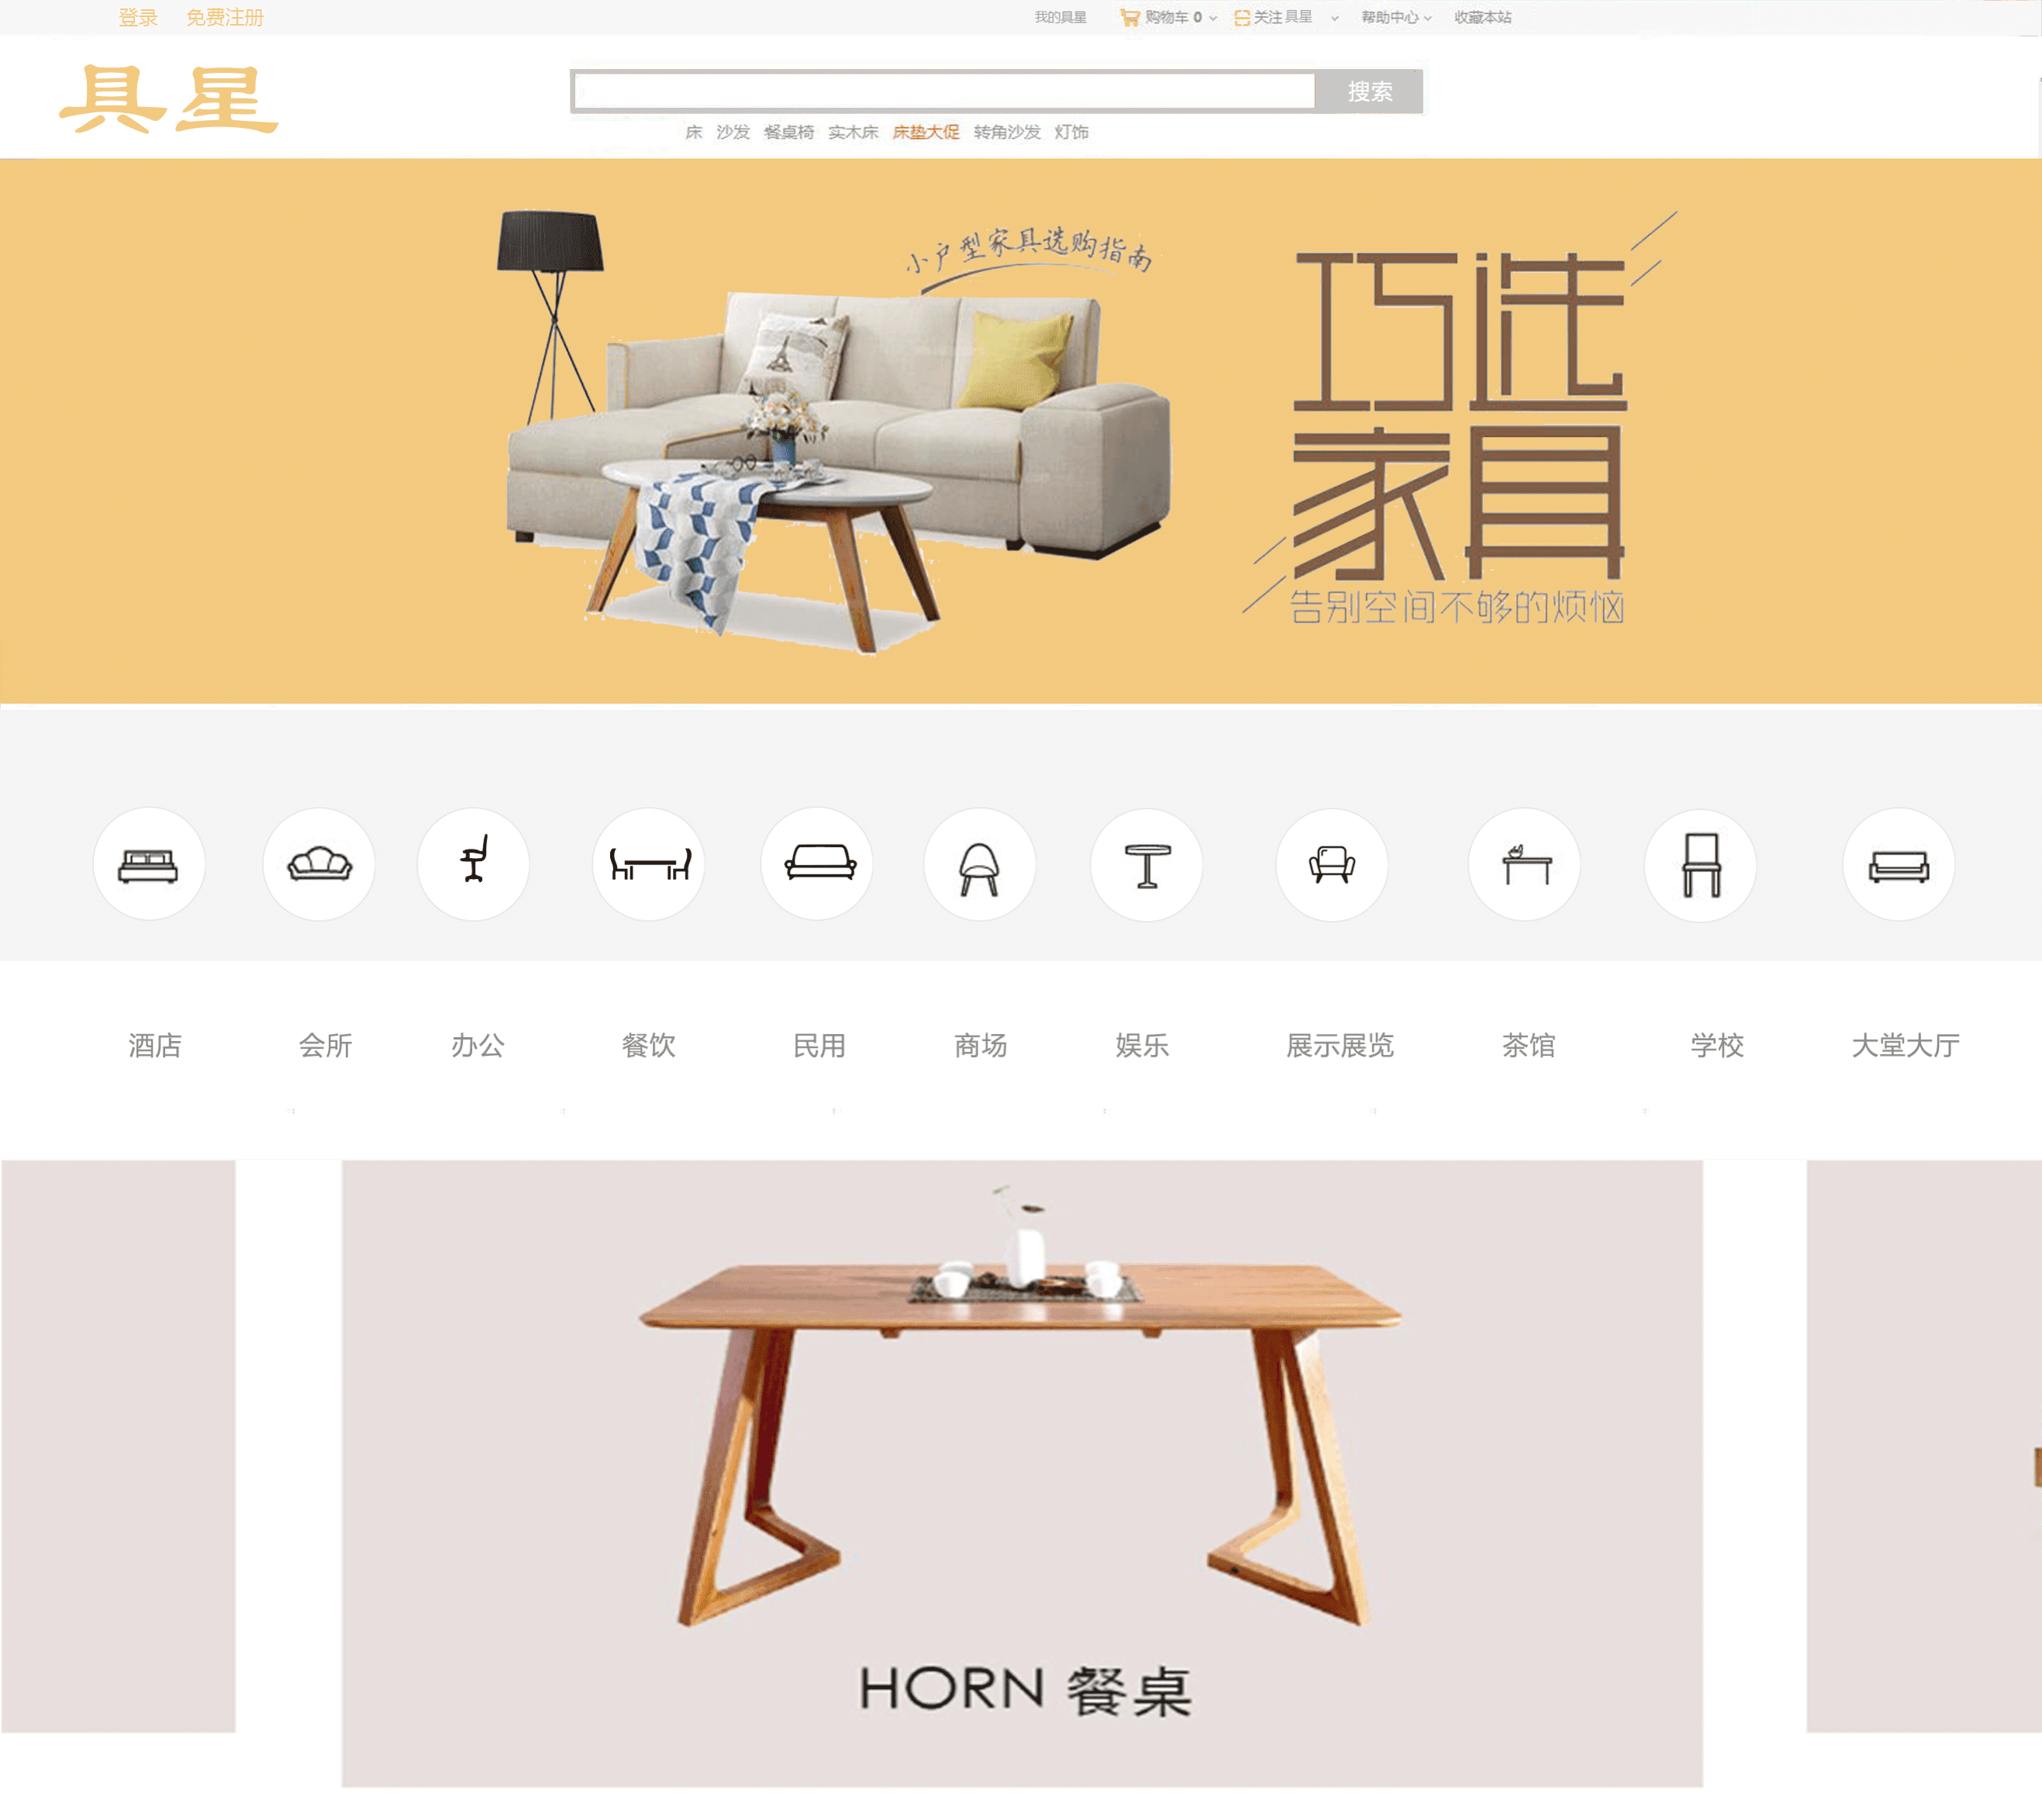 登录 免费注册 我的具星 购物车 0 关注具星 帮助中心 收藏本站
具星
搜索
床 沙发 餐桌椅 实木床 床垫大促 转角沙发 灯饰
小户型家具选购指南
巧选
家具
告别空间不够的烦恼
酒店 会所 办公 餐饮 民用 商场 娱乐 展示展览 茶馆 学校 大堂大厅
HORN 餐桌